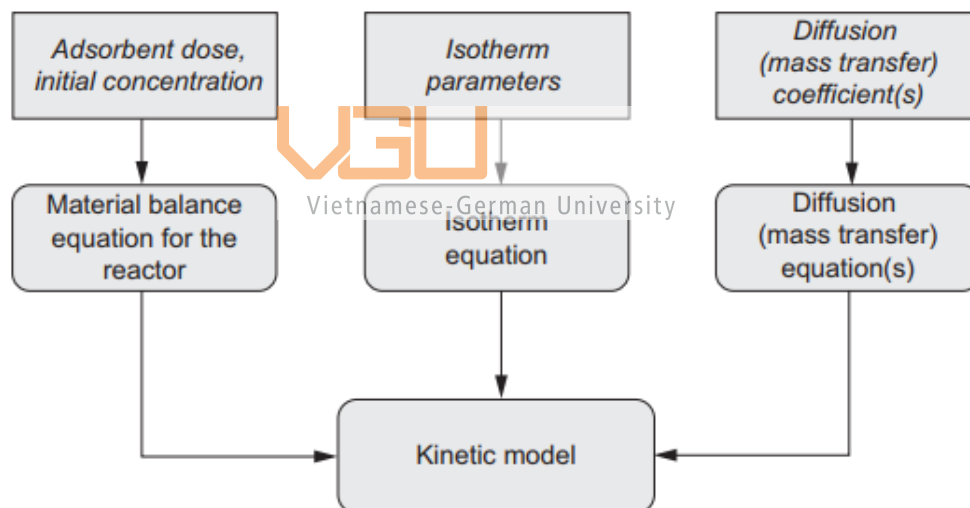 Adsorbent dose,
initial concentration
Isotherm
parameters
Diffusion
(mass transfer)
coefficient(s)
VGU
Vietnamese-German University
Material balance
equation for the
reactor
Isotherm
equation
Diffusion
(mass transfer)
equation(s)
Kinetic model